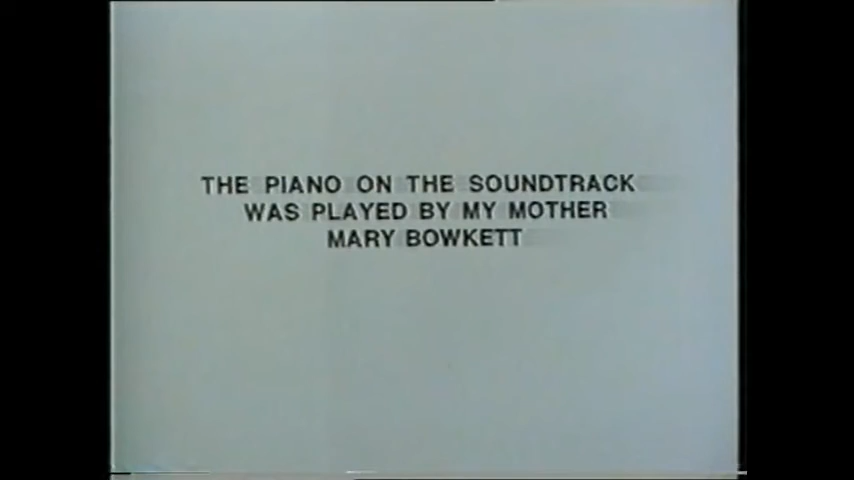 THE PIANO ON THE SOUNDTRACK
WAS PLAYED BY MY MOTHER
MARY BOWKETT